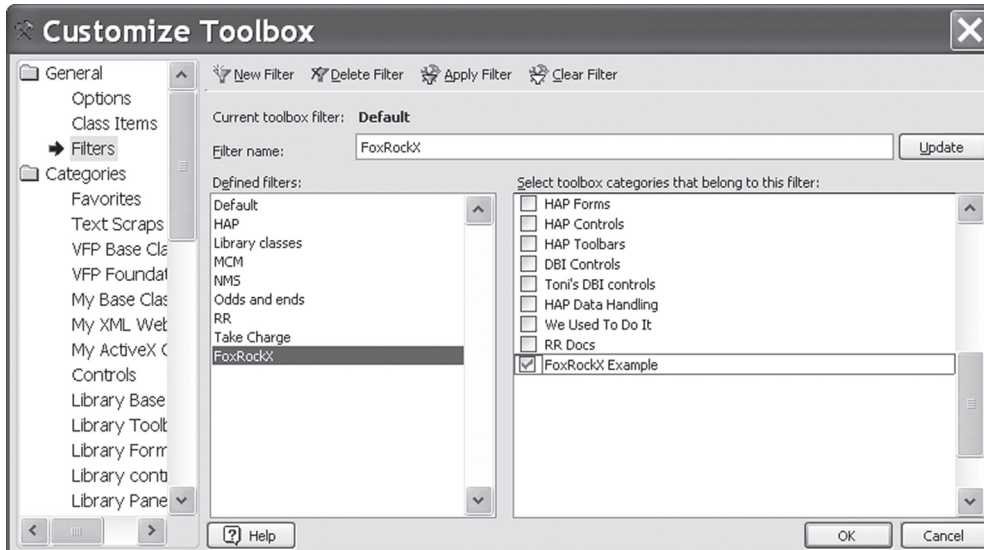 Customize Toolbox
General
Options
Class Items
Filters
Categories
Favorites
Text Scraps
VFP Base Cla
VFP Foundat
My Base Clas
My XML Web
My ActiveX C
Controls
Library Base
Library Toolb
Library Form
Library contr
Library Pane
New Filter Delete Filter Apply Filter Clear Filter
Current toolbox filter: Default
Filter name: FoxRockX Update
Defined filters:
Default
HAP
Library classes
MCM
NMS
Odds and ends
RR
Take Charge
FoxRockX
Select toolbox categories that belong to this filter:
HAP Forms
HAP Controls
HAP Toolbars
DBI Controls
Toni's DBI controls
HAP Data Handling
We Used To Do It
RR Docs
FoxRockX Example
Help OK Cancel